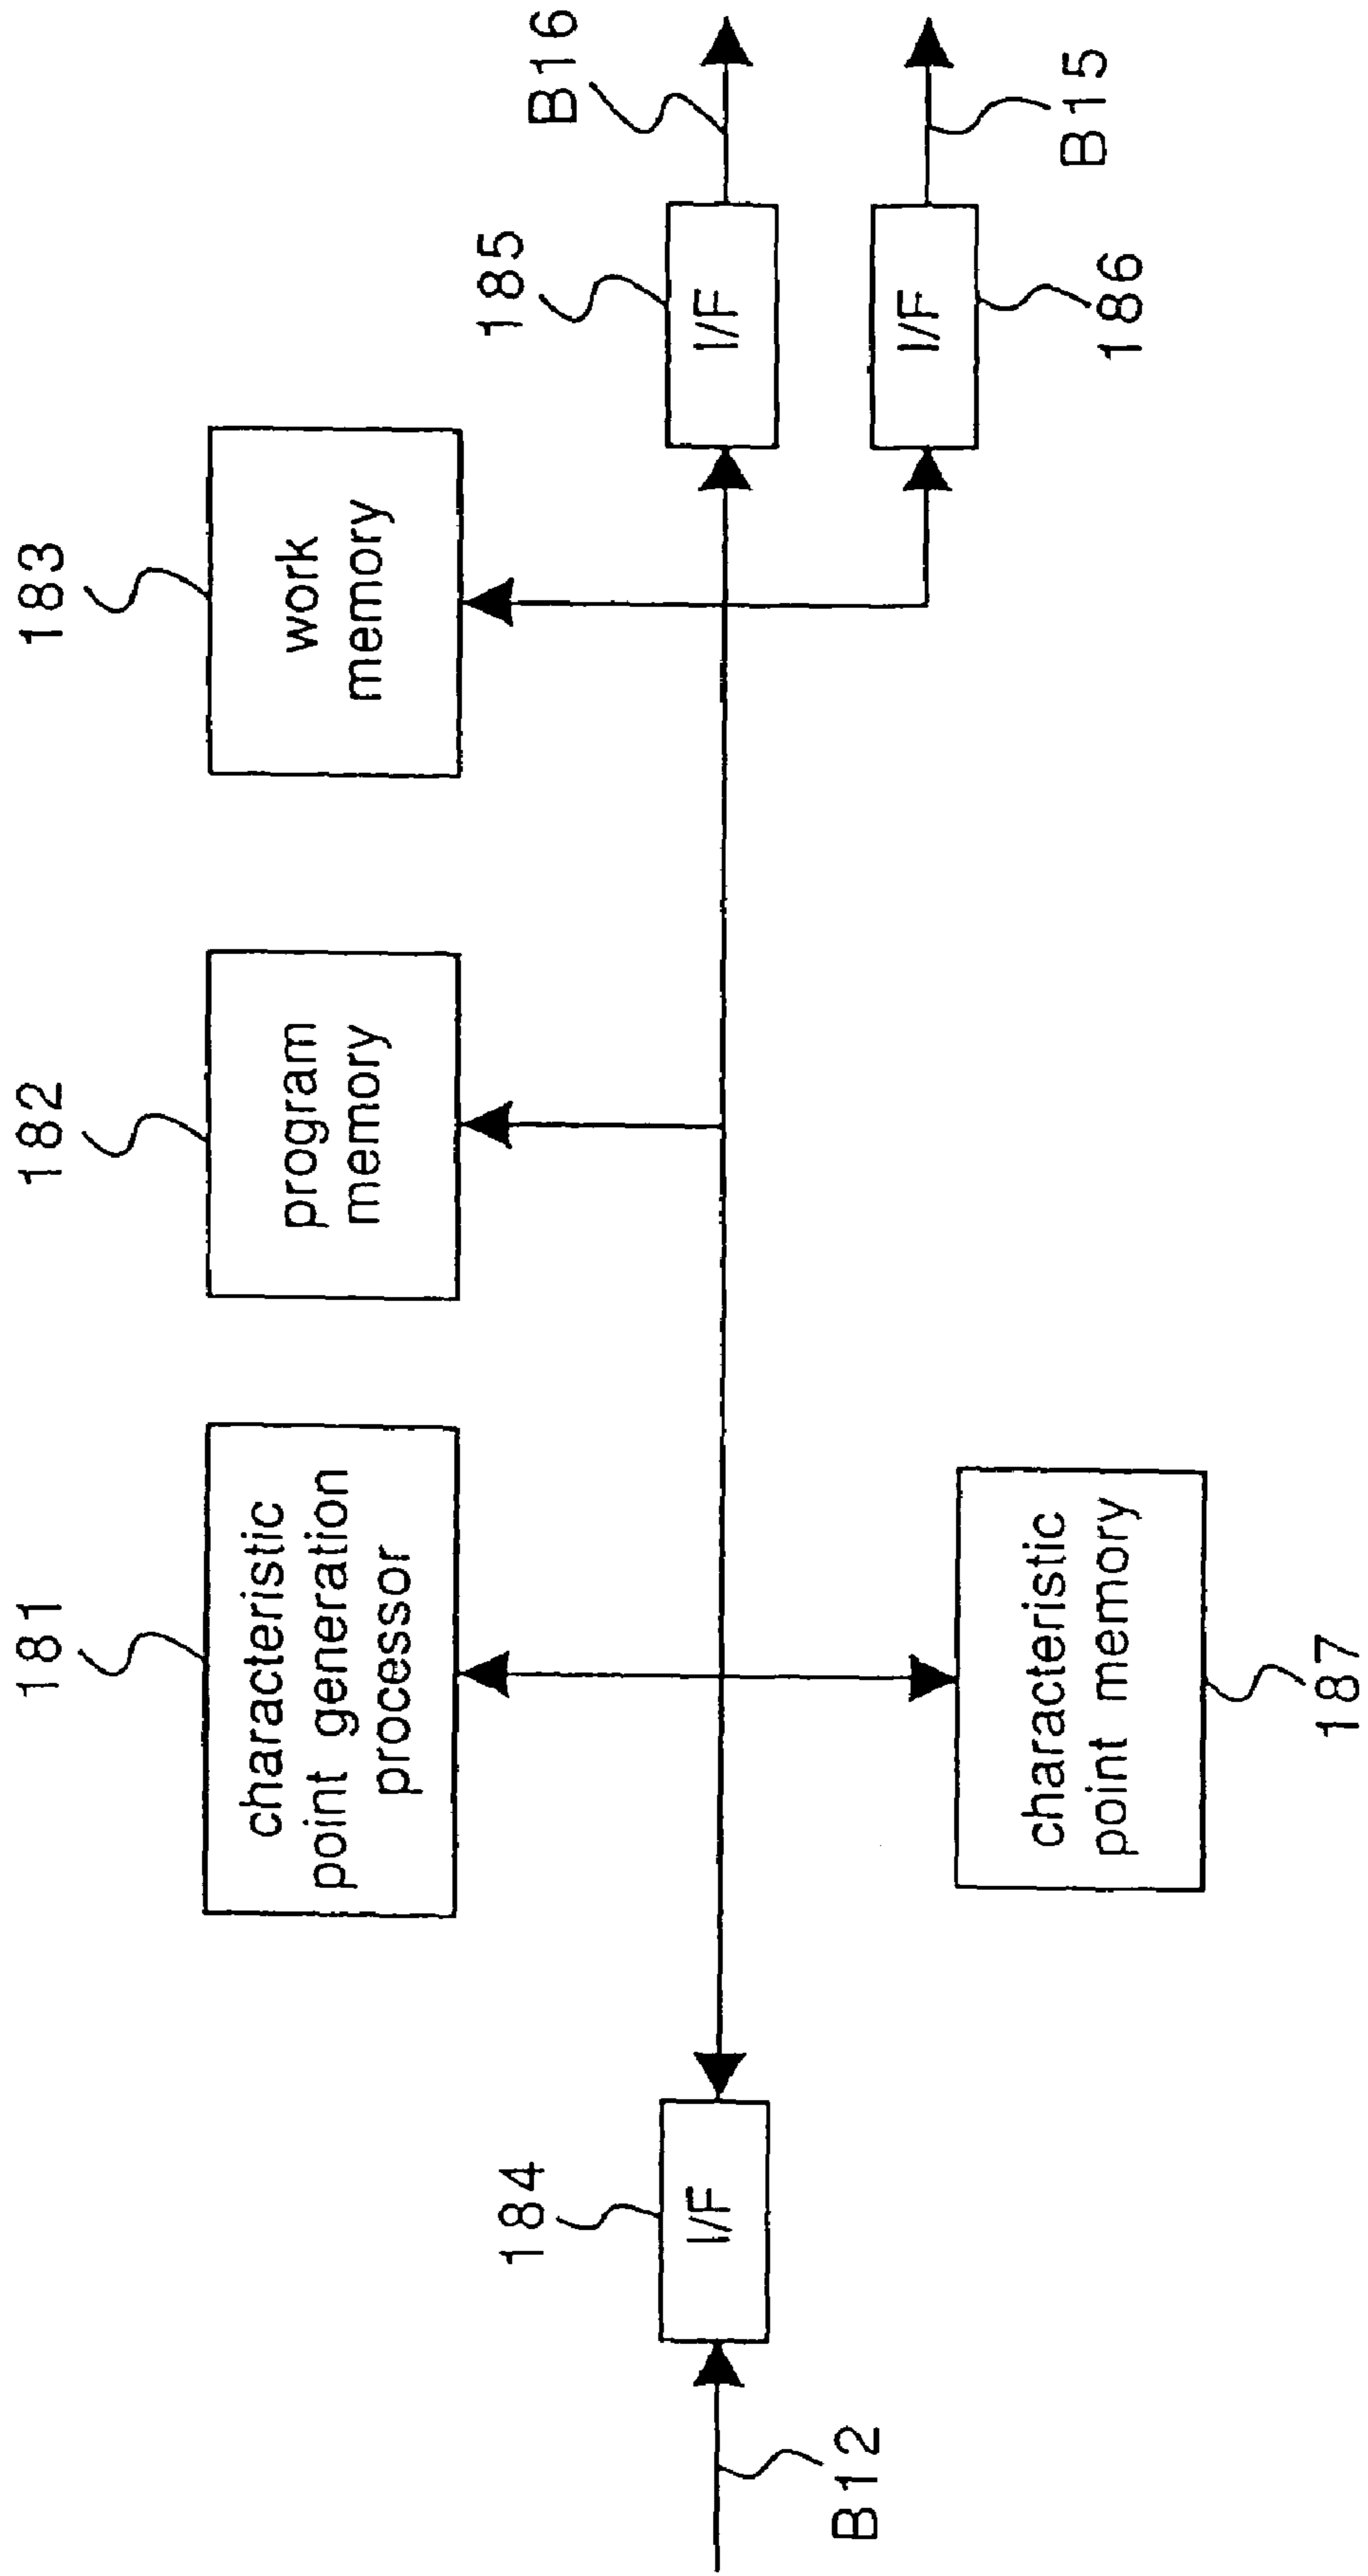 181
characteristic
point generation
processor
182
program
memory
183
work
memory
184
I/F
B12
185
I/F
B16
186
I/F
B15
characteristic
point memory
187